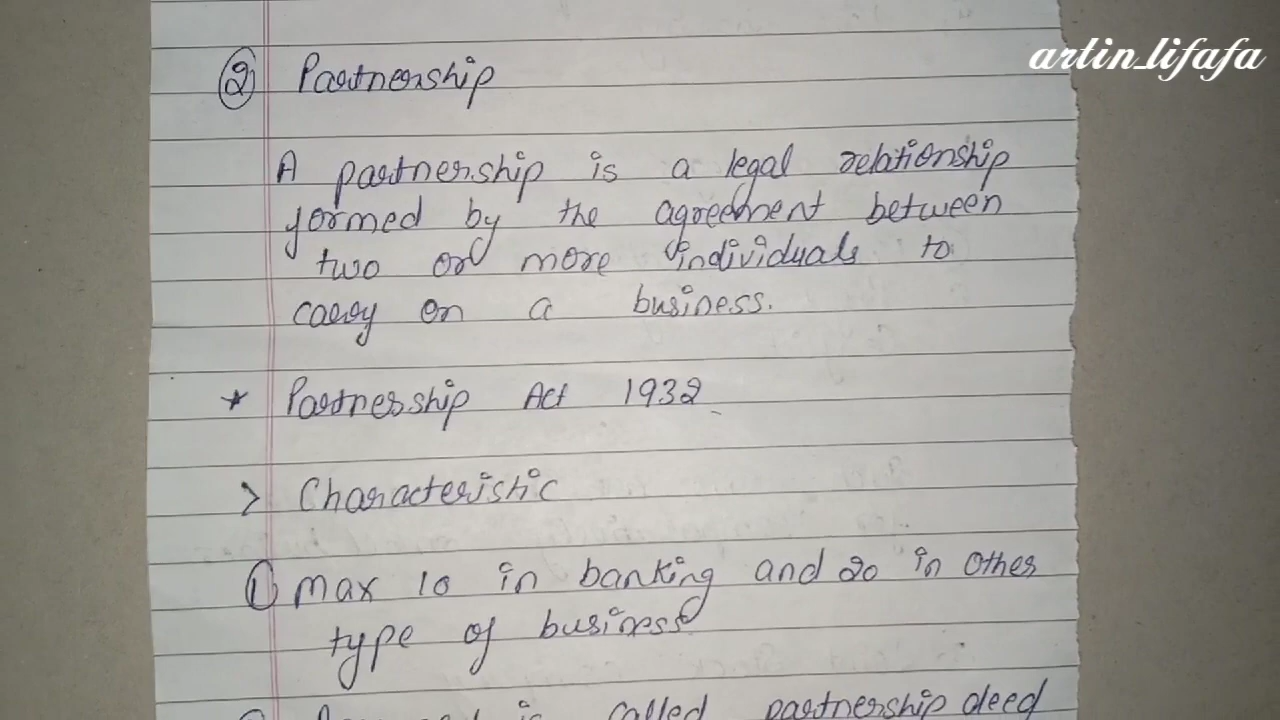 artin_lifafa
② Partnership
A partnership is a legal relationship
formed by the agreement between
two or more individuals to
carry on a business.
* Partnership Act 1932
> Characteristic
① max 10 in banking and 20 in other
type of business
is called partnership deed